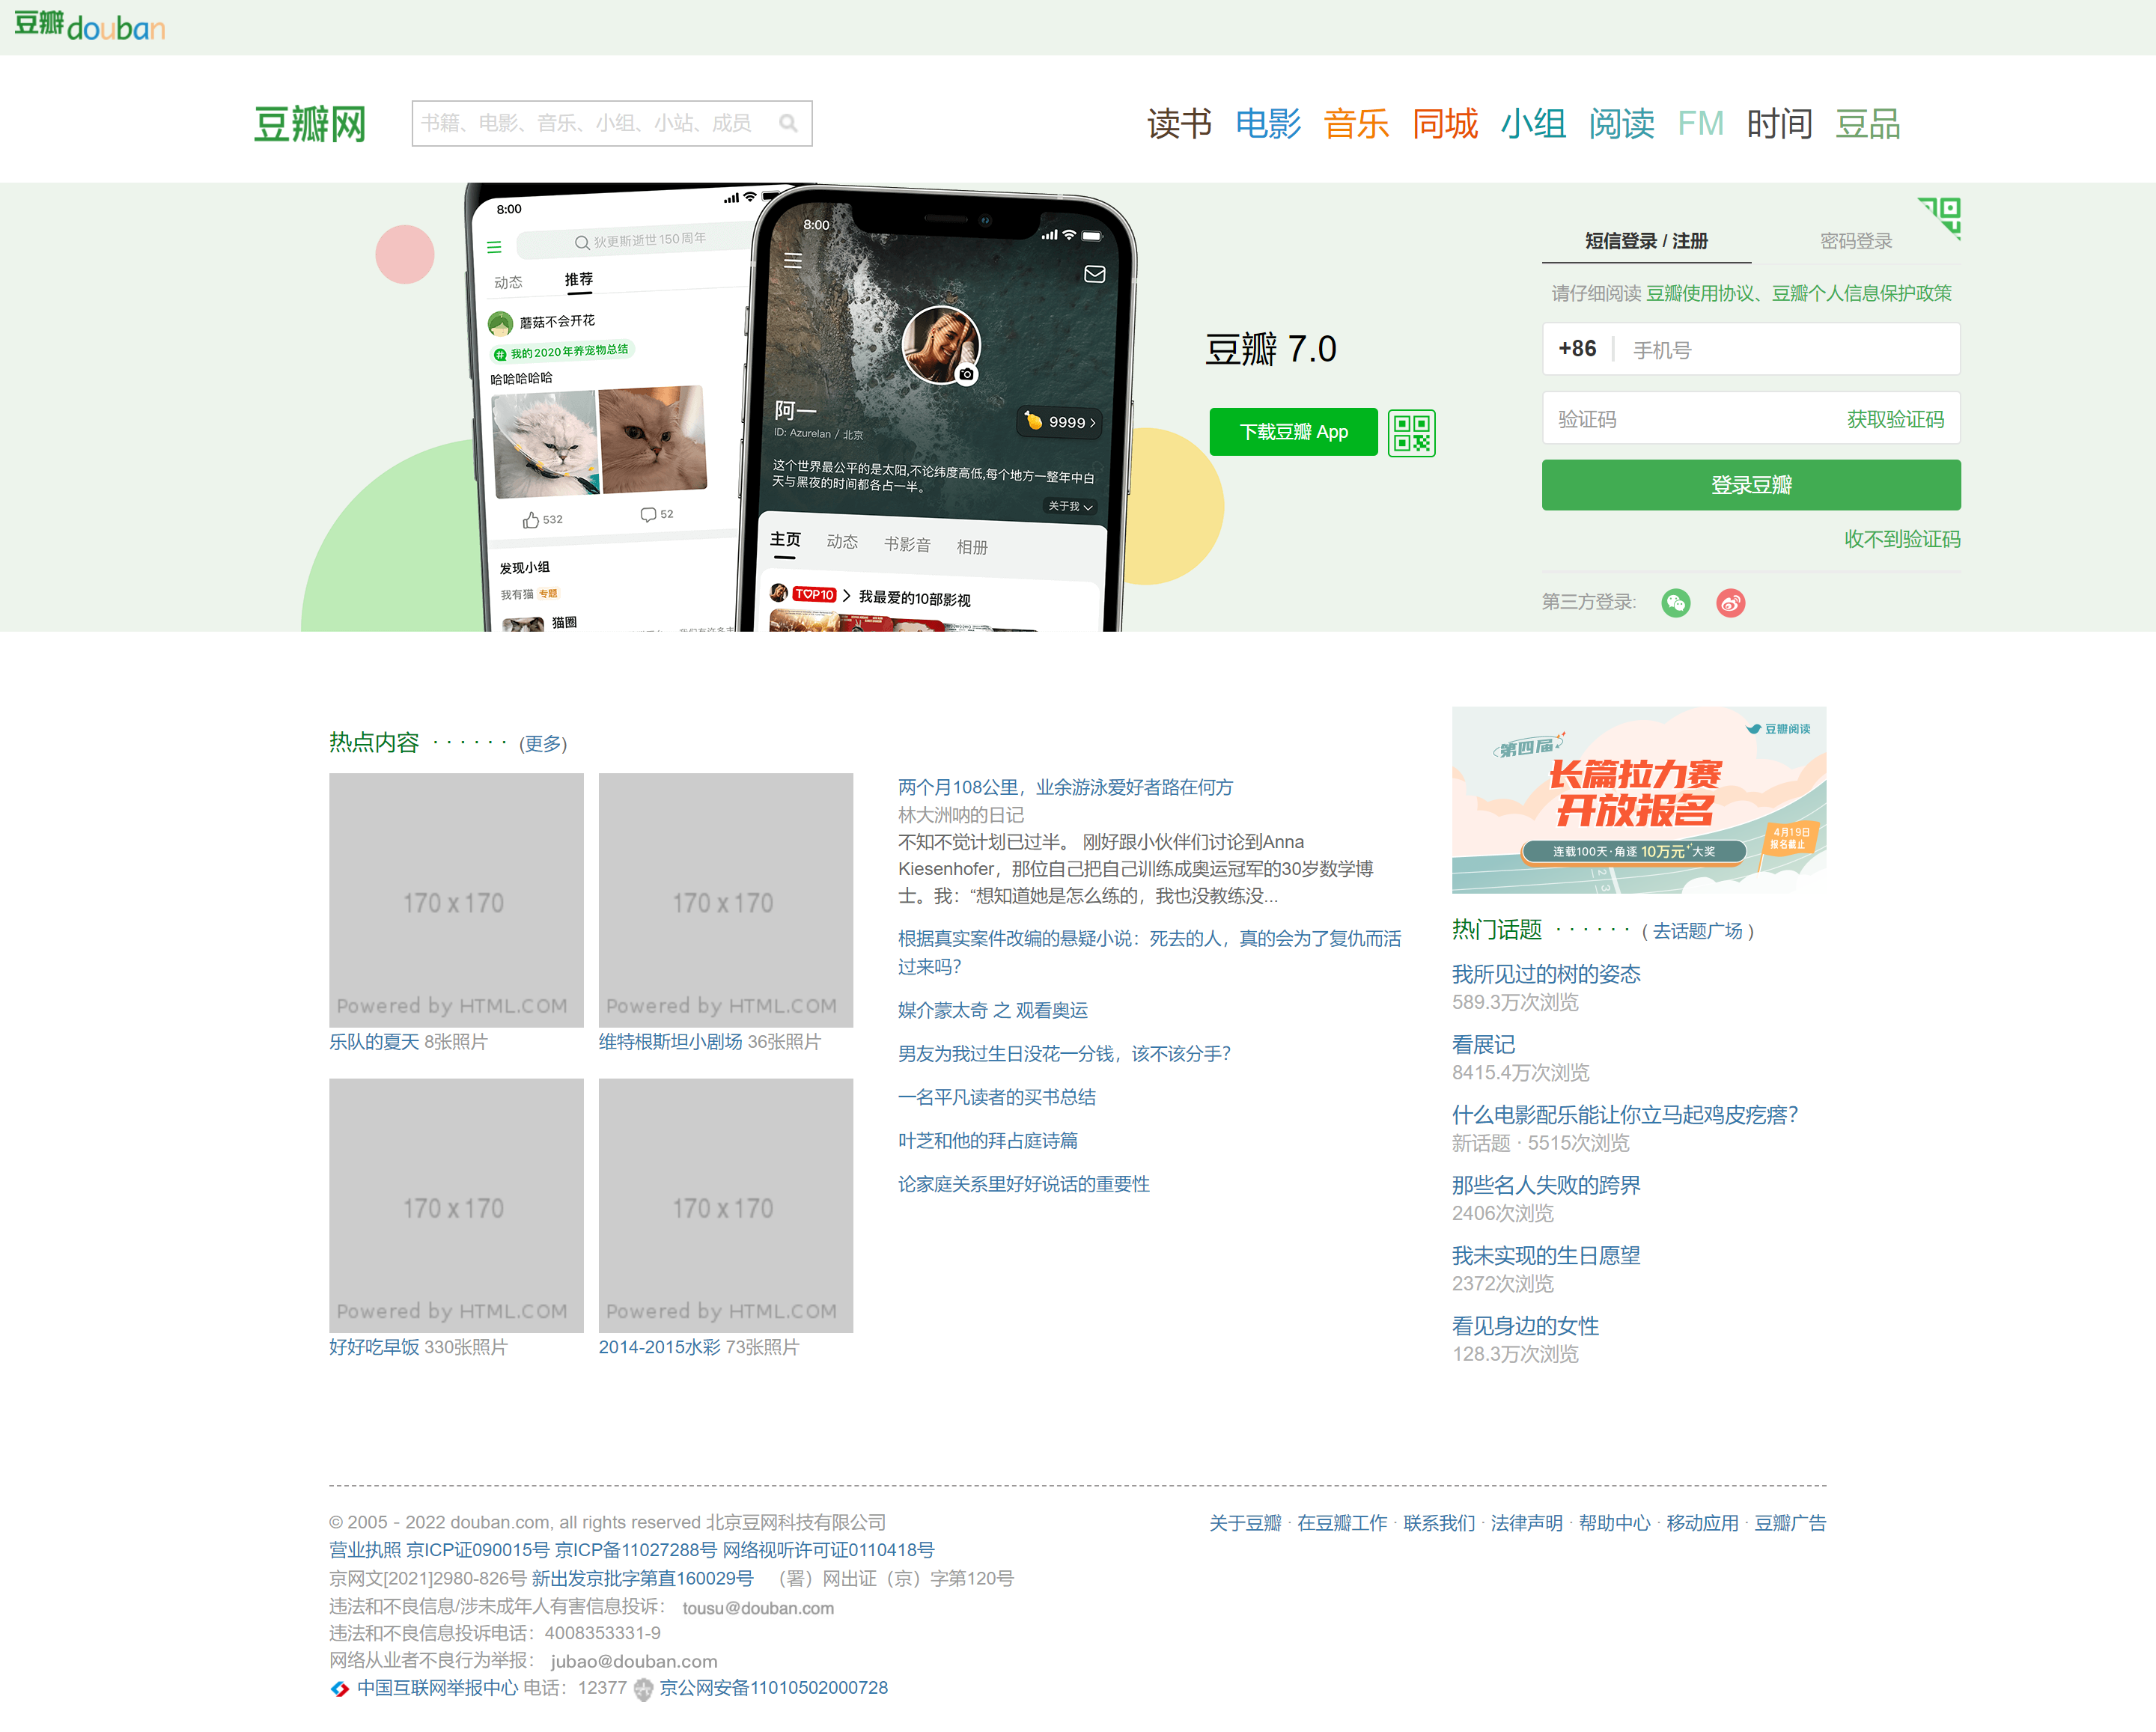 豆瓣douban
豆瓣网
书籍、电影、音乐、小组、小站、成员
读书 电影 音乐 同城 小组 阅读 FM 时间 豆品
8:00
狄更斯逝世150周年
动态 推荐
蘑菇不会开花
我的2020年养宠物总结
哈哈哈哈哈
532 52
发现小组
我有猫 专题
猫圈
8:00
阿一
ID: Azurelan / 北京
9999
这个世界最公平的是太阳,不论纬度高低,每个地方一整年中白
天与黑夜的时间都各占一半。
关于我
主页 动态 书影音 相册
TOP10 我最爱的10部影视
豆瓣 7.0
下载豆瓣 App
短信登录 / 注册 密码登录
请仔细阅读 豆瓣使用协议、豆瓣个人信息保护政策
+86 手机号
验证码 获取验证码
登录豆瓣
收不到验证码
第三方登录:
热点内容 · · · · · · (更多)
170 x 170
Powered by HTML.COM
乐队的夏天 8张照片
170 x 170
Powered by HTML.COM
维特根斯坦小剧场 36张照片
170 x 170
Powered by HTML.COM
好好吃早饭 330张照片
170 x 170
Powered by HTML.COM
2014-2015水彩 73张照片
两个月108公里，业余游泳爱好者路在何方
林大洲呐的日记
不知不觉计划已过半。 刚好跟小伙伴们讨论到Anna
Kiesenhofer，那位自己把自己训练成奥运冠军的30岁数学博
士。我：“想知道她是怎么练的，我也没教练没...
根据真实案件改编的悬疑小说：死去的人，真的会为了复仇而活
过来吗？
媒介蒙太奇 之 观看奥运
男友为我过生日没花一分钱，该不该分手？
一名平凡读者的买书总结
叶芝和他的拜占庭诗篇
论家庭关系里好好说话的重要性
豆瓣阅读
第四届
长篇拉力赛
开放报名
连载100天·角逐 10万元 大奖
4月19日
报名截止
热门话题 · · · · · · ( 去话题广场 )
我所见过的树的姿态
589.3万次浏览
看展记
8415.4万次浏览
什么电影配乐能让你立马起鸡皮疙瘩？
新话题 · 5515次浏览
那些名人失败的跨界
2406次浏览
我未实现的生日愿望
2372次浏览
看见身边的女性
128.3万次浏览
© 2005 - 2022 douban.com, all rights reserved 北京豆网科技有限公司
关于豆瓣 · 在豆瓣工作 · 联系我们 · 法律声明 · 帮助中心 · 移动应用 · 豆瓣广告
营业执照 京ICP证090015号 京ICP备11027288号 网络视听许可证0110418号
京网文[2021]2980-826号 新出发京批字第直160029号 （署）网出证（京）字第120号
违法和不良信息/涉未成年人有害信息投诉： tousu@douban.com
违法和不良信息投诉电话：4008353331-9
网络从业者不良行为举报： jubao@douban.com
中国互联网举报中心 电话：12377 京公网安备11010502000728